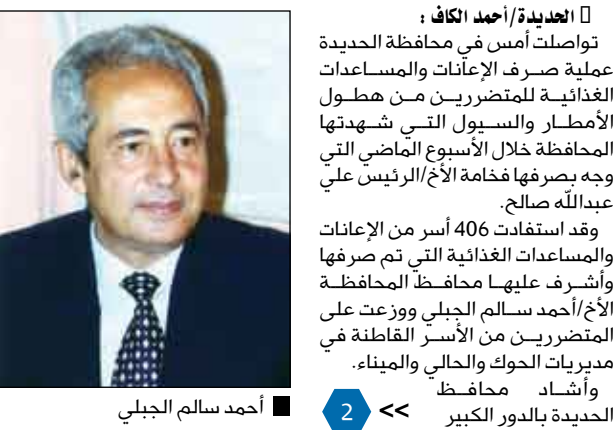 الحديدة/أحمد الكاف :
تواصلت أمس في محافظة الحديدة
عملية صرف الإعانات والمساعدات
الغذائية للمتضررين من هطول
الأمطار والسيول التي شهدتها
المحافظة خلال الأسبوع الماضي التي
وجه بصرفها فخامة الأخ/الرئيس علي
عبدالله صالح.
وقد استفادت 406 أسر من الإعانات
والمساعدات الغذائية التي تم صرفها
وأشرف عليها محافظ المحافظة
الأخ/أحمد سالم الجبلي ووزعت على
المتضررين من الأسر القاطنة في
مديريات الحوك والحالي والميناء.
وأشاد محافظ
الحديدة بالدور الكبير >> 2
أحمد سالم الجبلي